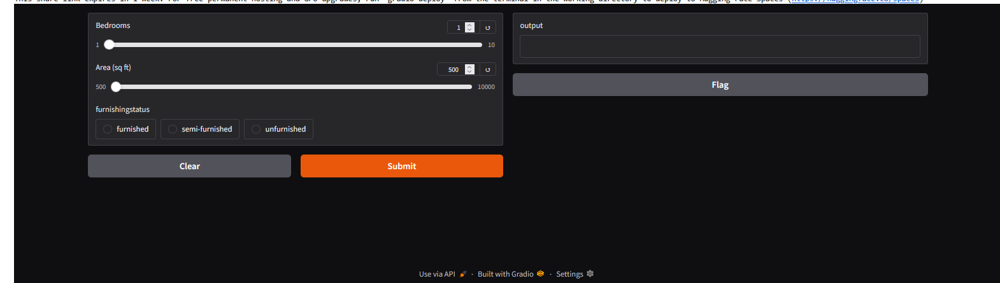 This share link expires in 1 week. For free permanent hosting and GPU upgrades, run `gradio deploy` from the terminal in the working directory to deploy to Hugging Face Spaces (https://huggingface.co/spaces)
Bedrooms
1 ↺
1 10
Area (sq ft)
500 ↺
500 10000
furnishingstatus
furnished semi-furnished unfurnished
Clear Submit
output
Flag
Use via API · Built with Gradio · Settings